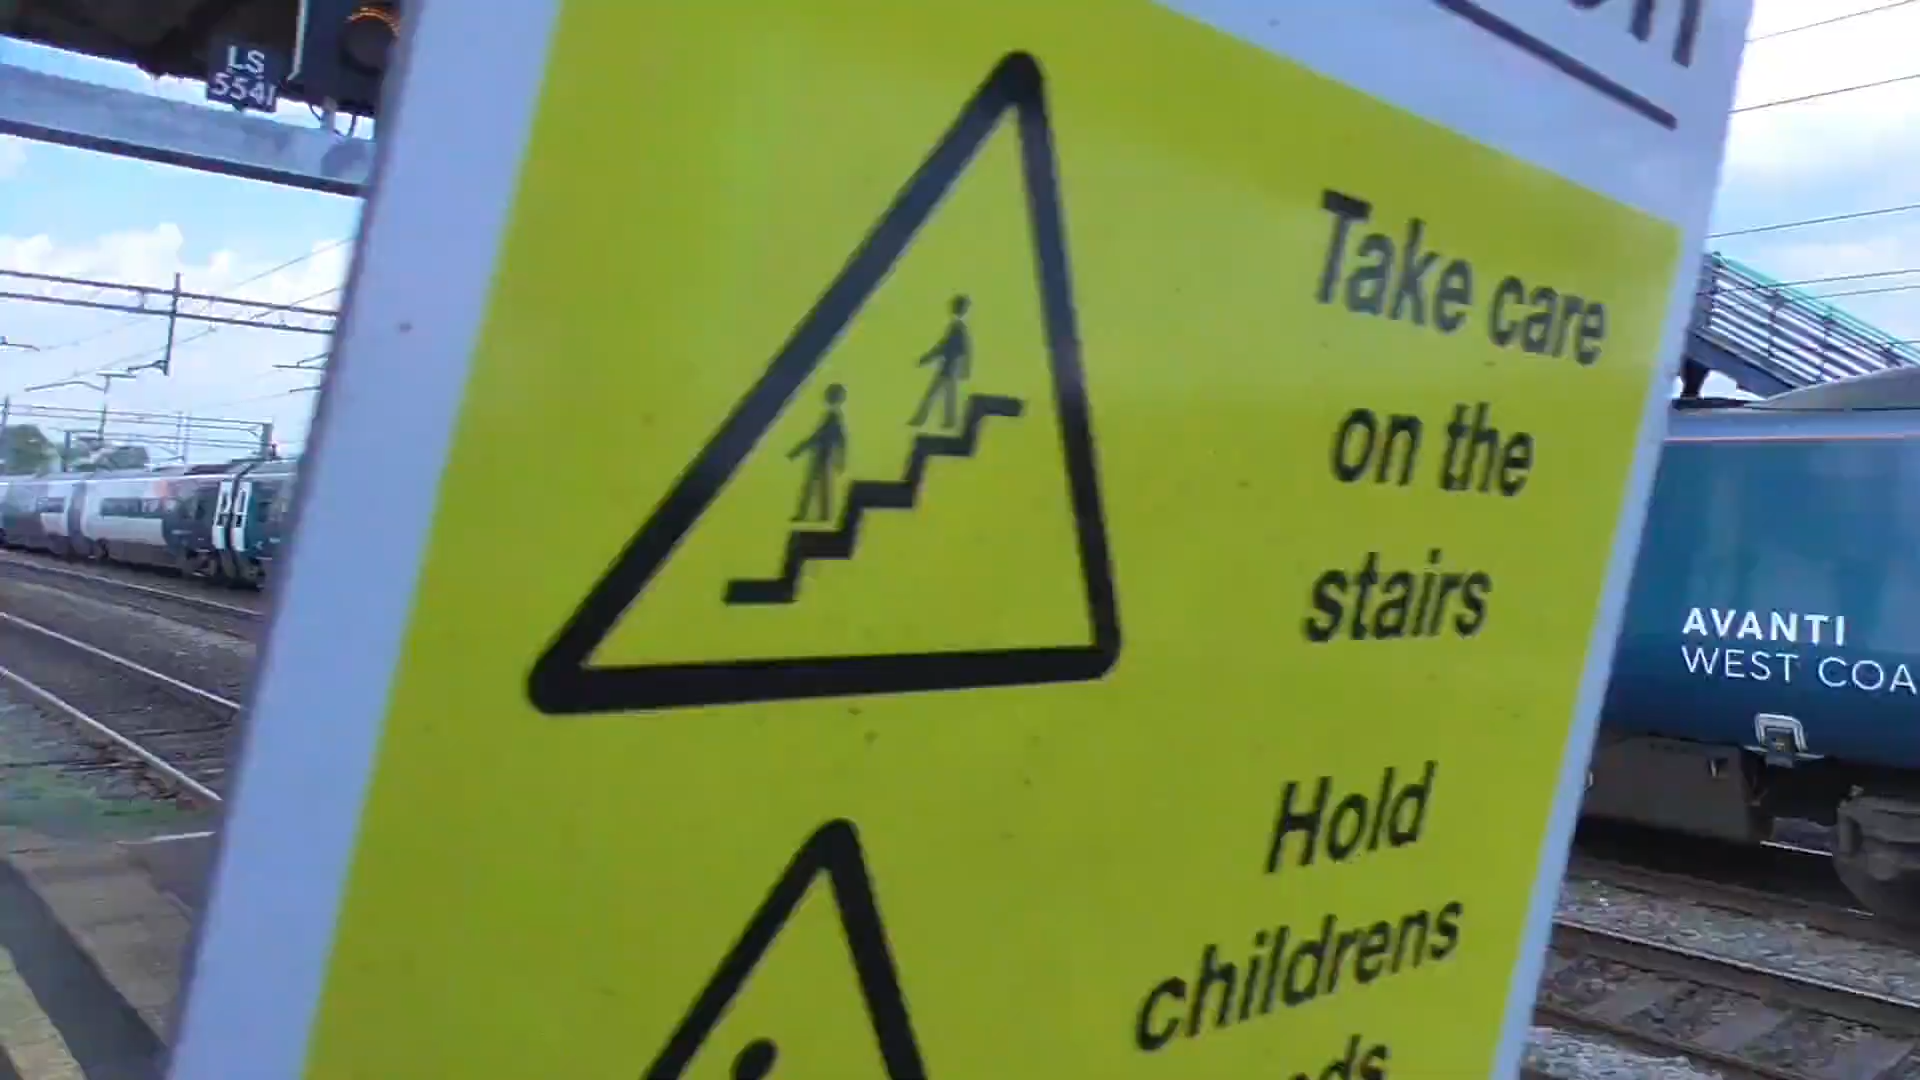 LS
5541
Take care
on the
stairs
Hold
childrens
AVANTI
WEST COA